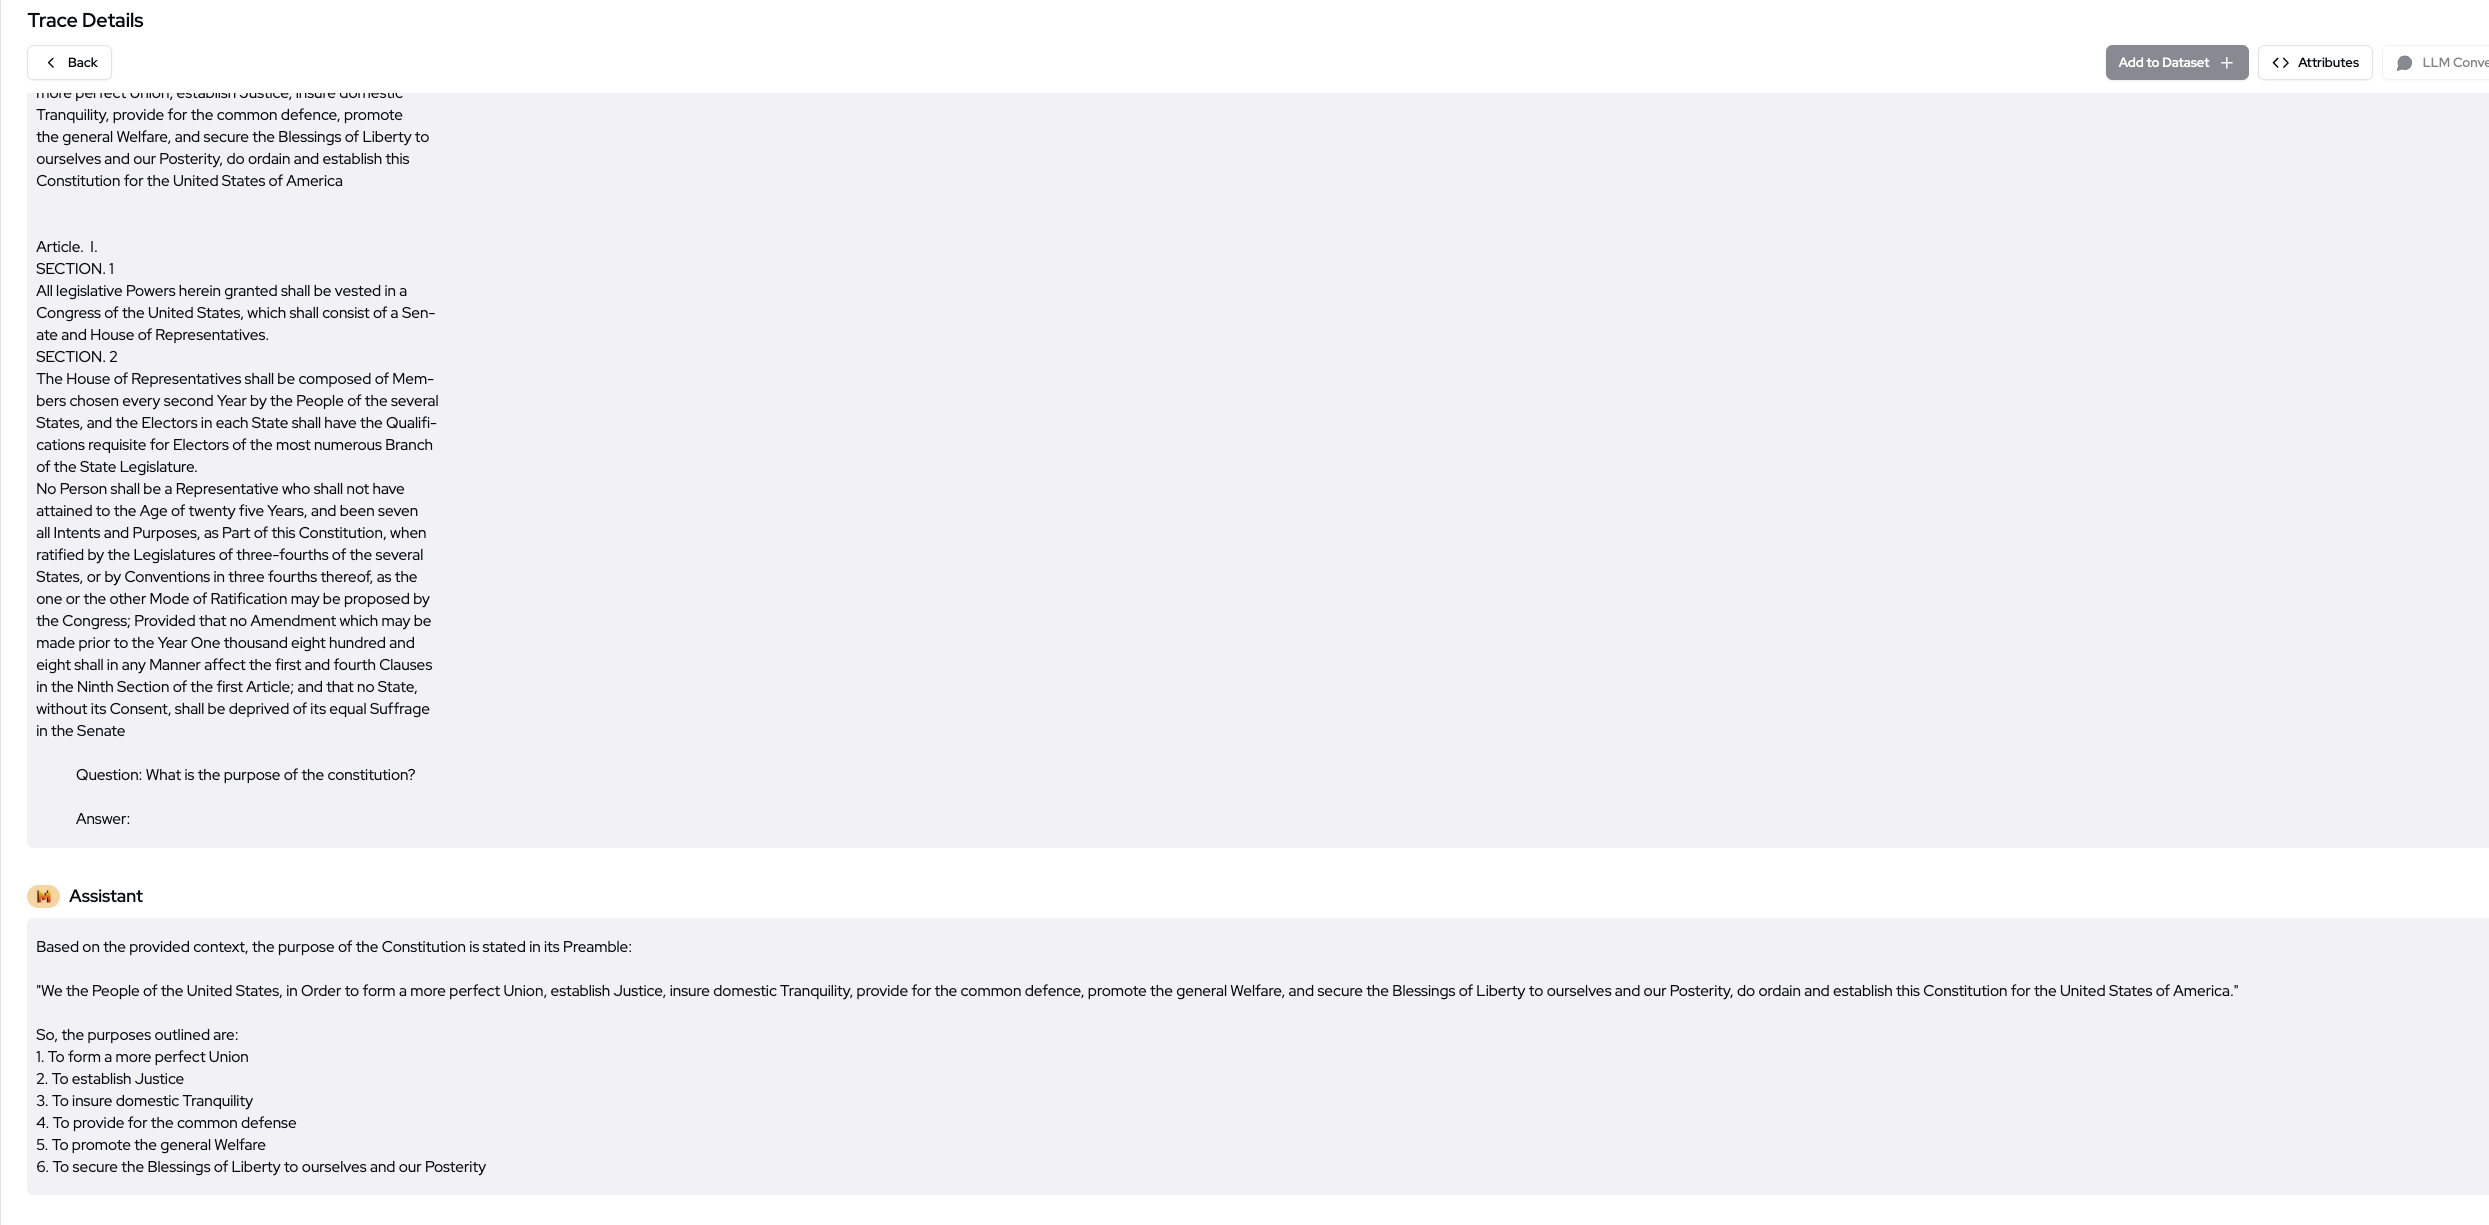 Trace Details
Back
Add to Dataset +
<> Attributes
LLM Conve
more perfect Union, establish Justice, insure domestic
Tranquility, provide for the common defence, promote
the general Welfare, and secure the Blessings of Liberty to
ourselves and our Posterity, do ordain and establish this
Constitution for the United States of America
Article.  I.
SECTION. 1
All legislative Powers herein granted shall be vested in a
Congress of the United States, which shall consist of a Sen-
ate and House of Representatives.
SECTION. 2
The House of Representatives shall be composed of Mem-
bers chosen every second Year by the People of the several
States, and the Electors in each State shall have the Qualifi-
cations requisite for Electors of the most numerous Branch
of the State Legislature.
No Person shall be a Representative who shall not have
attained to the Age of twenty five Years, and been seven
all Intents and Purposes, as Part of this Constitution, when
ratified by the Legislatures of three-fourths of the several
States, or by Conventions in three fourths thereof, as the
one or the other Mode of Ratification may be proposed by
the Congress; Provided that no Amendment which may be
made prior to the Year One thousand eight hundred and
eight shall in any Manner affect the first and fourth Clauses
in the Ninth Section of the first Article; and that no State,
without its Consent, shall be deprived of its equal Suffrage
in the Senate
Question: What is the purpose of the constitution?
Answer:
Assistant
Based on the provided context, the purpose of the Constitution is stated in its Preamble:
"We the People of the United States, in Order to form a more perfect Union, establish Justice, insure domestic Tranquility, provide for the common defence, promote the general Welfare, and secure the Blessings of Liberty to ourselves and our Posterity, do ordain and establish this Constitution for the United States of America."
So, the purposes outlined are:
1. To form a more perfect Union
2. To establish Justice
3. To insure domestic Tranquility
4. To provide for the common defense
5. To promote the general Welfare
6. To secure the Blessings of Liberty to ourselves and our Posterity